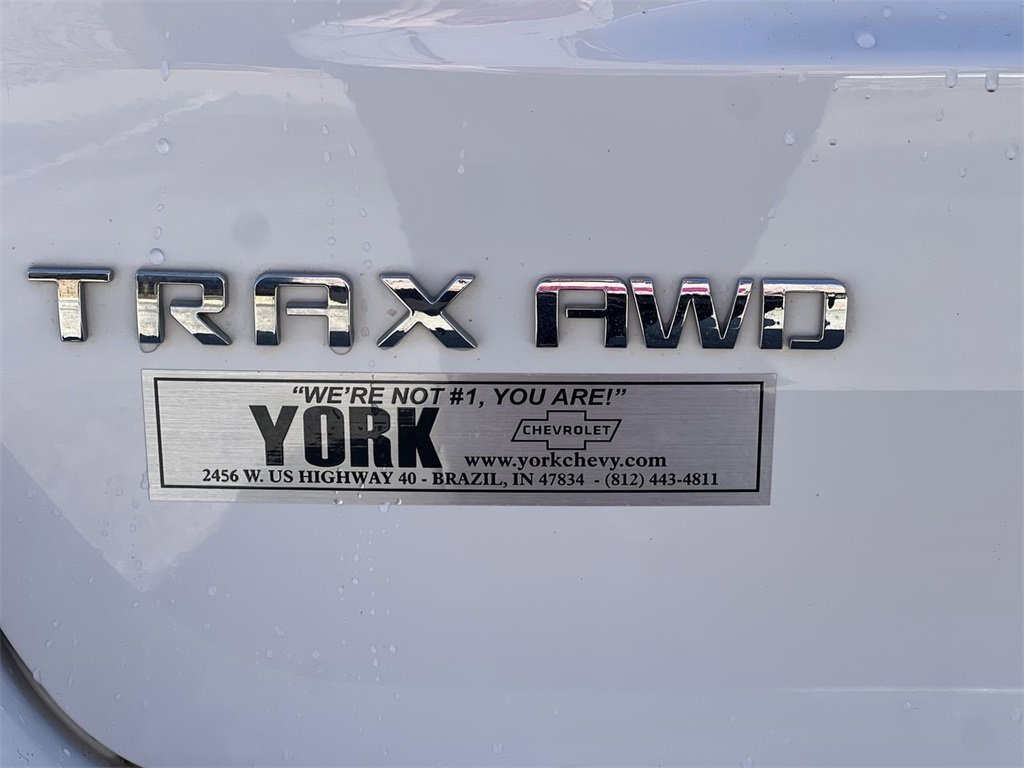 TRAX AWD
"WE'RE NOT #1, YOU ARE!"
YORK
CHEVROLET
www.yorkchevy.com
2456 W. US HIGHWAY 40 - BRAZIL, IN 47834 - (812) 443-4811